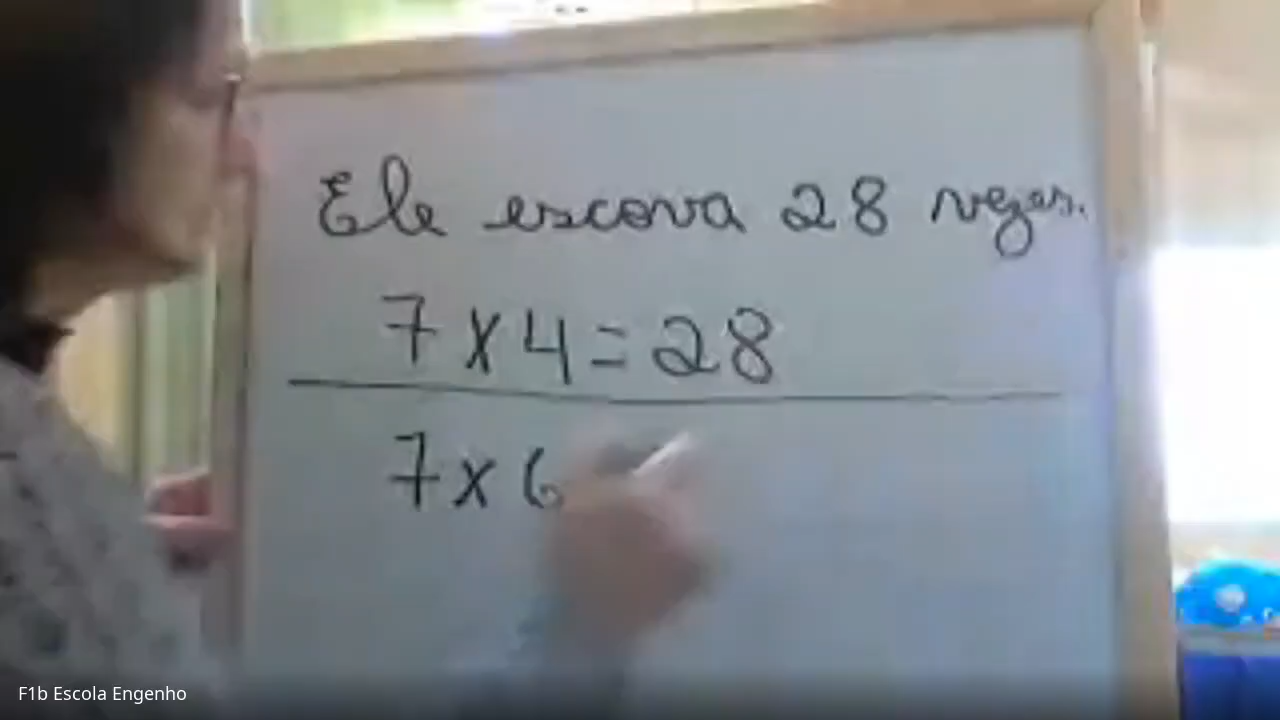 Ele escova 28 vezes.
7 x 4 = 28
7 x 6
F1b Escola Engenho